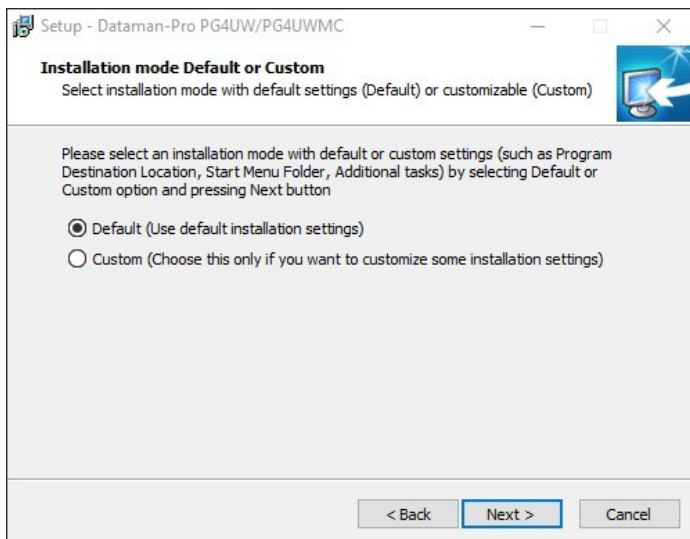 Setup - Dataman-Pro PG4UW/PG4UWMC
Installation mode Default or Custom
Select installation mode with default settings (Default) or customizable (Custom)
Please select an installation mode with default or custom settings (such as Program
Destination Location, Start Menu Folder, Additional tasks) by selecting Default or
Custom option and pressing Next button
Default (Use default installation settings)
Custom (Choose this only if you want to customize some installation settings)
< Back Next > Cancel